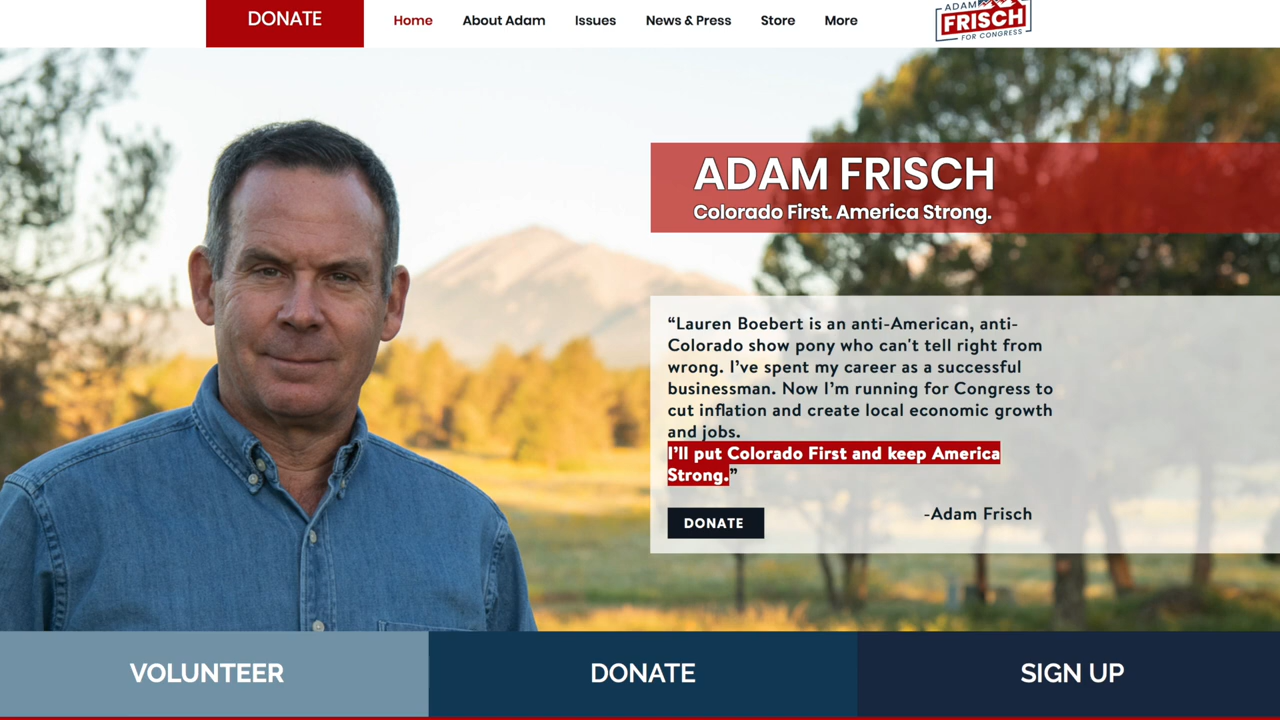 DONATE
Home
About Adam
Issues
News & Press
Store
More
ADAM
FRISCH
FOR CONGRESS
ADAM FRISCH
Colorado First. America Strong.
“Lauren Boebert is an anti-American, anti-
Colorado show pony who can't tell right from
wrong. I’ve spent my career as a successful
businessman. Now I’m running for Congress to
cut inflation and create local economic growth
and jobs.
I’ll put Colorado First and keep America
Strong.”
-Adam Frisch
DONATE
VOLUNTEER
DONATE
SIGN UP